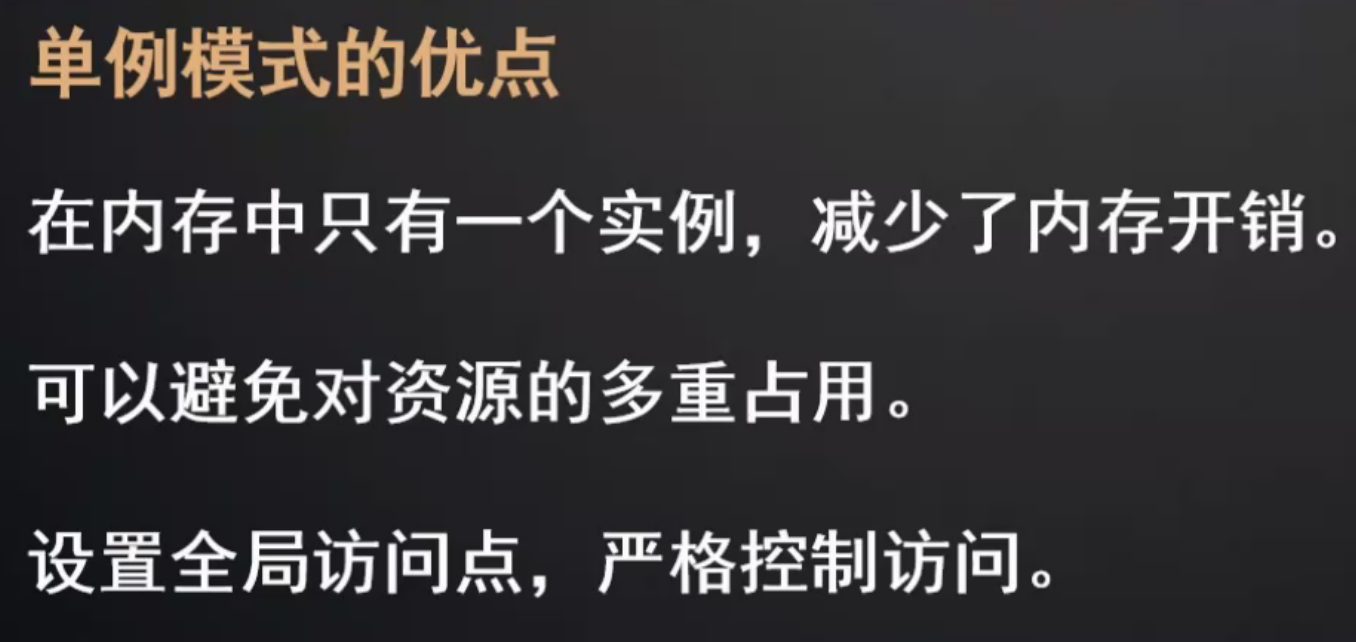 单例模式的优点
在内存中只有一个实例，减少了内存开销。
可以避免对资源的多重占用。
设置全局访问点，严格控制访问。